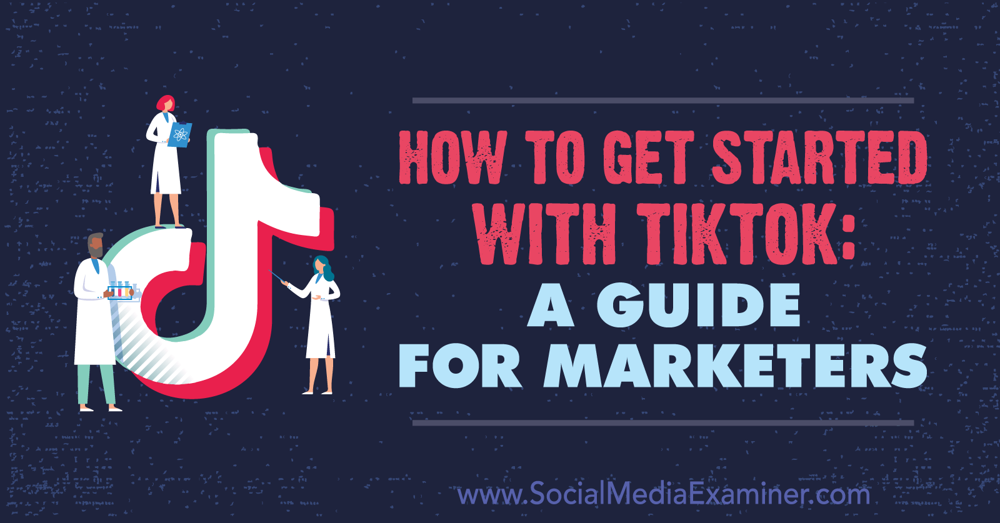 HOW TO GET STARTED
WITH TIKTOK:
A GUIDE
FOR MARKETERS
www.SocialMediaExaminer.com